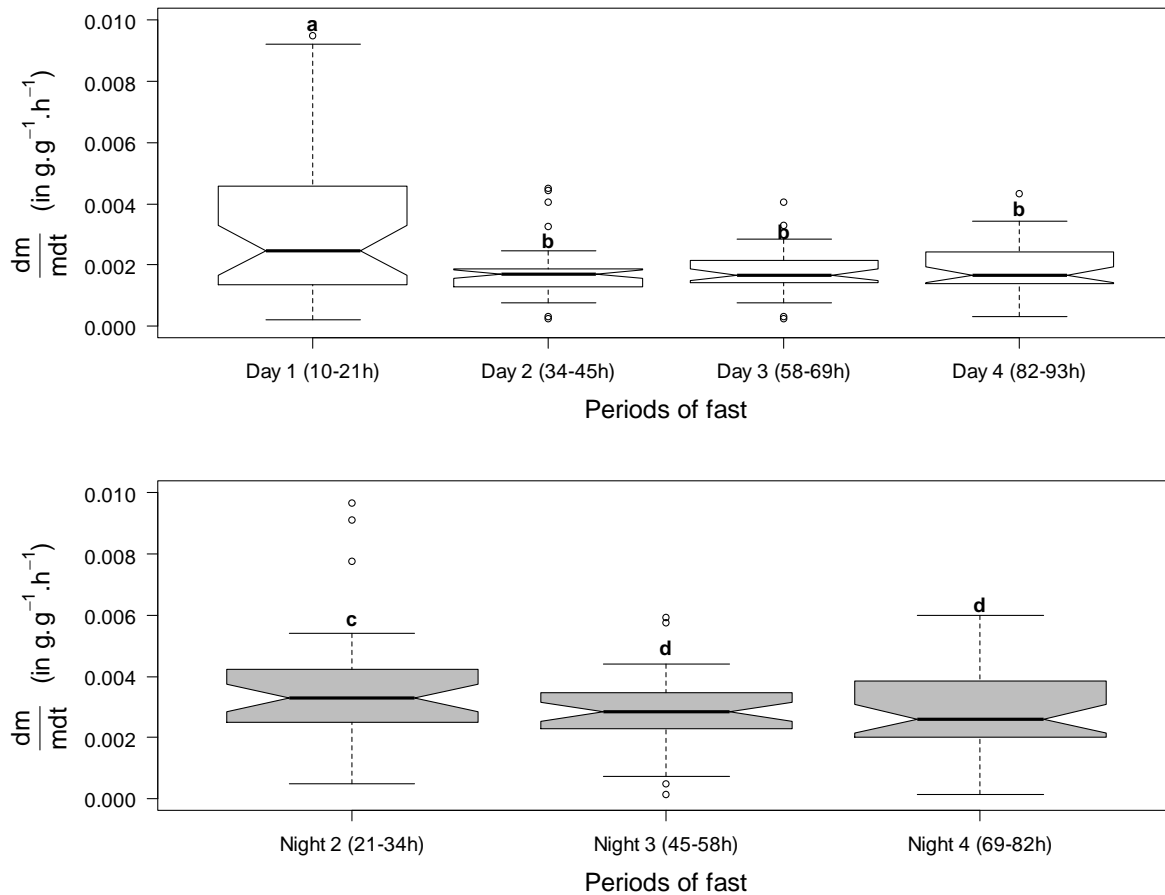 0.010
0.008
0.006
0.004
0.002
0.000
dm
mdt
(in g.g⁻¹.h⁻¹)
a
b
b
b
Day 1 (10-21h)
Day 2 (34-45h)
Day 3 (58-69h)
Day 4 (82-93h)
Periods of fast
0.010
0.008
0.006
0.004
0.002
0.000
dm
mdt
(in g.g⁻¹.h⁻¹)
c
d
d
Night 2 (21-34h)
Night 3 (45-58h)
Night 4 (69-82h)
Periods of fast